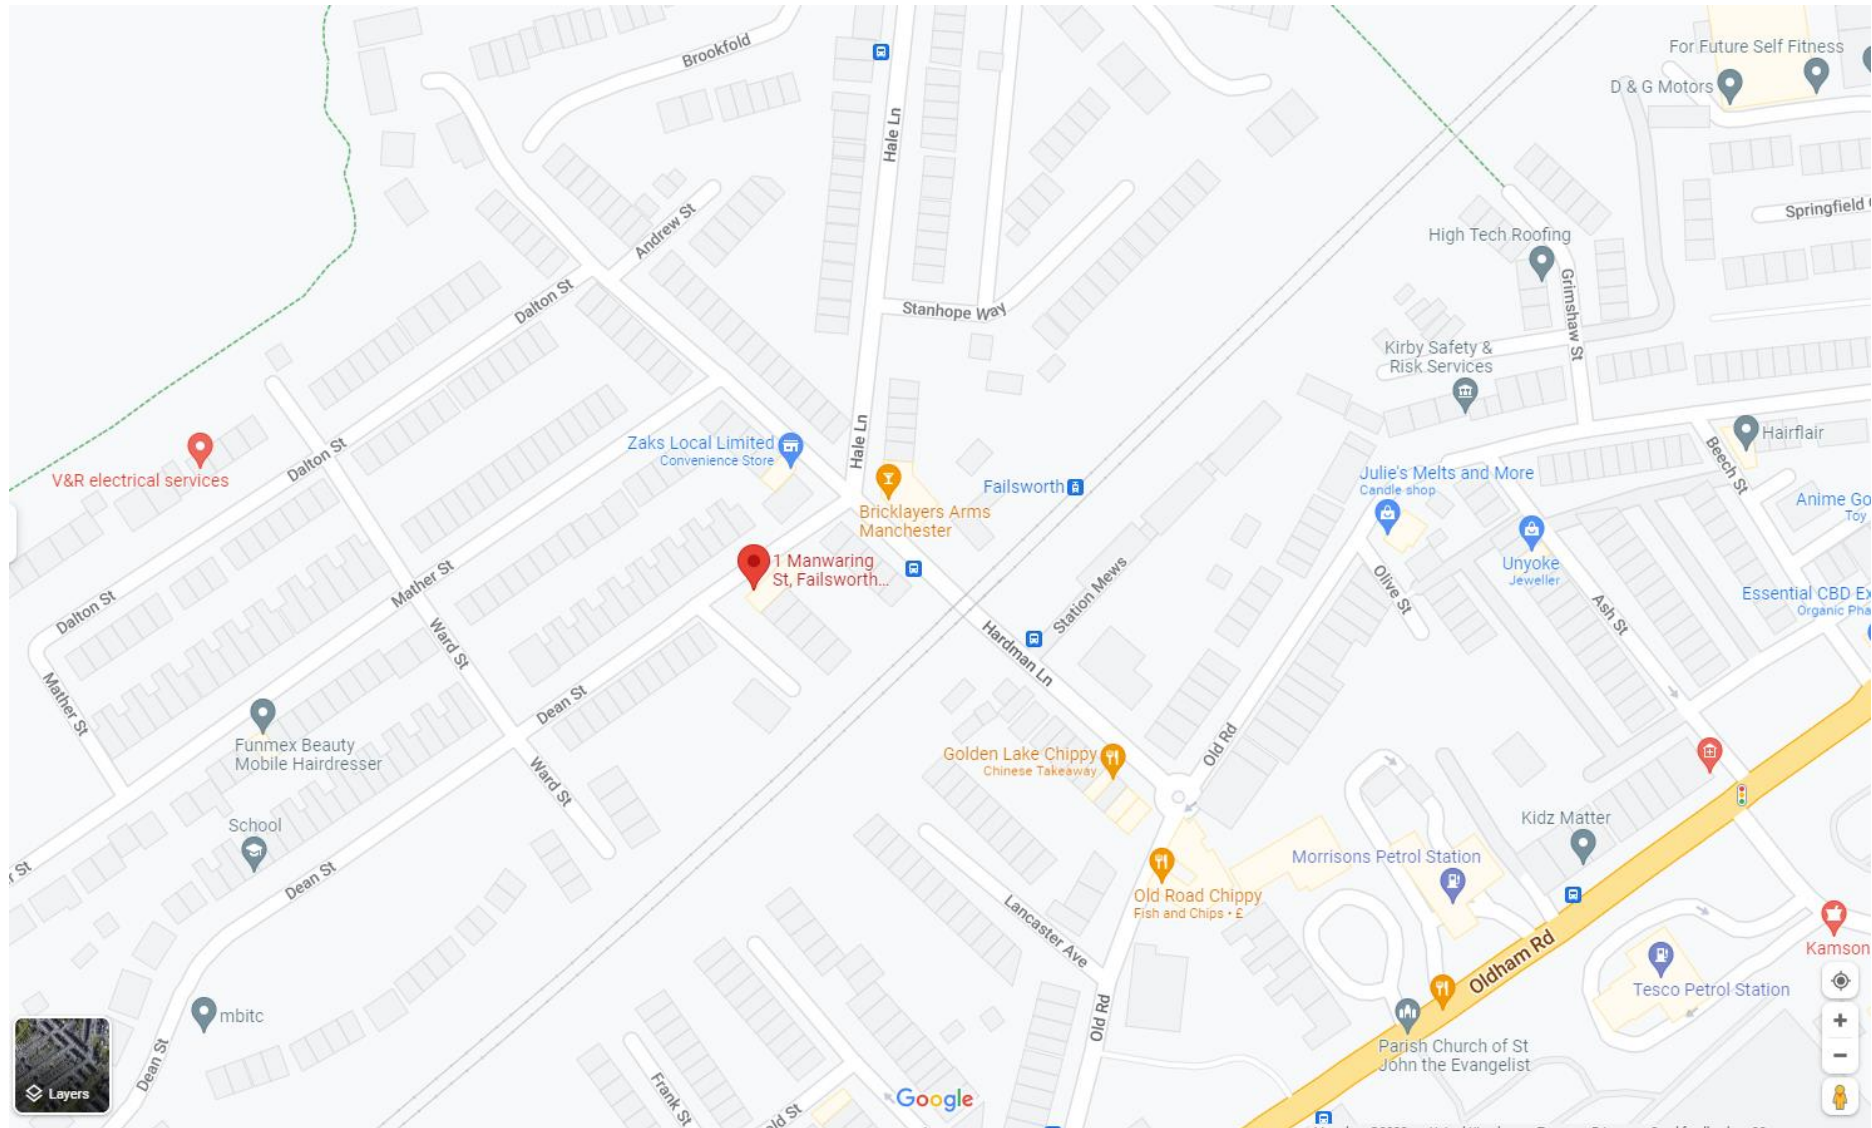 Brookfold
For Future Self Fitness
D & G Motors
Hale Ln
Andrew St
Springfield
High Tech Roofing
Dalton St
Stanhope Way
Grimshaw St
Kirby Safety &
Risk Services
Hale Ln
Zaks Local Limited
Convenience Store
Dalton St
V&R electrical services
Hairflair
Beech St
Failsworth
Julie's Melts and More
Candle shop
Anime Go
Toy
Bricklayers Arms
Manchester
1 Manwaring
St, Failsworth...
Unyoke
Jeweller
Mather St
Station Mews
Olive St
Ash St
Essential CBD Ex
Organic Pha
Dalton St
Ward St
Hardman Ln
Mather St
Dean St
Old Rd
Funmex Beauty
Mobile Hairdresser
Golden Lake Chippy
Chinese Takeaway
Ward St
School
Kidz Matter
Morrisons Petrol Station
St
Dean St
Old Road Chippy
Fish and Chips • £
Lancaster Ave
Oldham Rd
Kamson
Tesco Petrol Station
mbitc
Old Rd
Parish Church of St
John the Evangelist
Dean St
Layers
Frank St
Google
old St